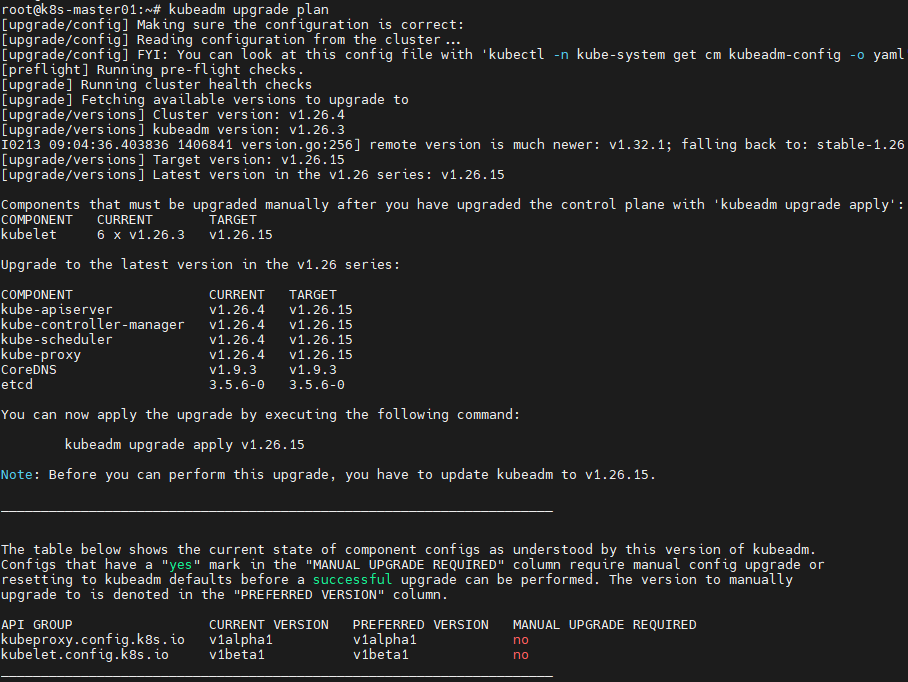 root@k8s-master01:~# kubeadm upgrade plan
[upgrade/config] Making sure the configuration is correct:
[upgrade/config] Reading configuration from the cluster...
[upgrade/config] FYI: You can look at this config file with 'kubectl -n kube-system get cm kubeadm-config -o yaml
[preflight] Running pre-flight checks.
[upgrade] Running cluster health checks
[upgrade] Fetching available versions to upgrade to
[upgrade/versions] Cluster version: v1.26.4
[upgrade/versions] kubeadm version: v1.26.3
I0213 09:04:36.403836 1406841 version.go:256] remote version is much newer: v1.32.1; falling back to: stable-1.26
[upgrade/versions] Target version: v1.26.15
[upgrade/versions] Latest version in the v1.26 series: v1.26.15
Components that must be upgraded manually after you have upgraded the control plane with 'kubeadm upgrade apply':
COMPONENT   CURRENT       TARGET
kubelet     6 x v1.26.3   v1.26.15
Upgrade to the latest version in the v1.26 series:
COMPONENT                 CURRENT   TARGET
kube-apiserver            v1.26.4   v1.26.15
kube-controller-manager   v1.26.4   v1.26.15
kube-scheduler            v1.26.4   v1.26.15
kube-proxy                v1.26.4   v1.26.15
CoreDNS                   v1.9.3    v1.9.3
etcd                      3.5.6-0   3.5.6-0
You can now apply the upgrade by executing the following command:
kubeadm upgrade apply v1.26.15
Note: Before you can perform this upgrade, you have to update kubeadm to v1.26.15.
_____________________________________________________________________
The table below shows the current state of component configs as understood by this version of kubeadm.
Configs that have a "yes" mark in the "MANUAL UPGRADE REQUIRED" column require manual config upgrade or
resetting to kubeadm defaults before a successful upgrade can be performed. The version to manually
upgrade to is denoted in the "PREFERRED VERSION" column.
API GROUP                 CURRENT VERSION   PREFERRED VERSION   MANUAL UPGRADE REQUIRED
kubeproxy.config.k8s.io   v1alpha1          v1alpha1            no
kubelet.config.k8s.io     v1beta1           v1beta1             no
_____________________________________________________________________